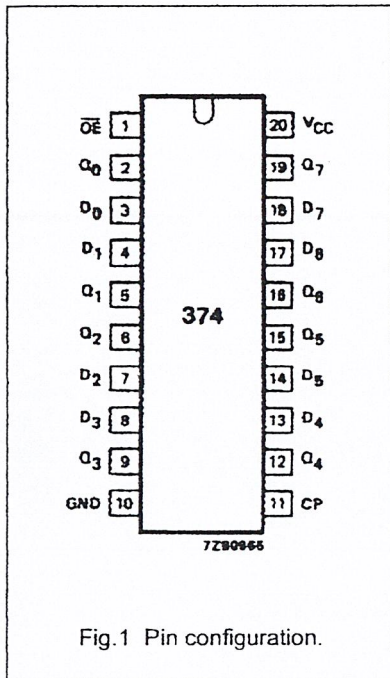 OE 1 20 VCC
Q0 2 19 Q7
D0 3 18 D7
D1 4 17 D6
Q1 5 16 Q6
374
Q2 6 15 Q5
D2 7 14 D5
D3 8 13 D4
Q3 9 12 Q4
GND 10 11 CP
Fig.1 Pin configuration.